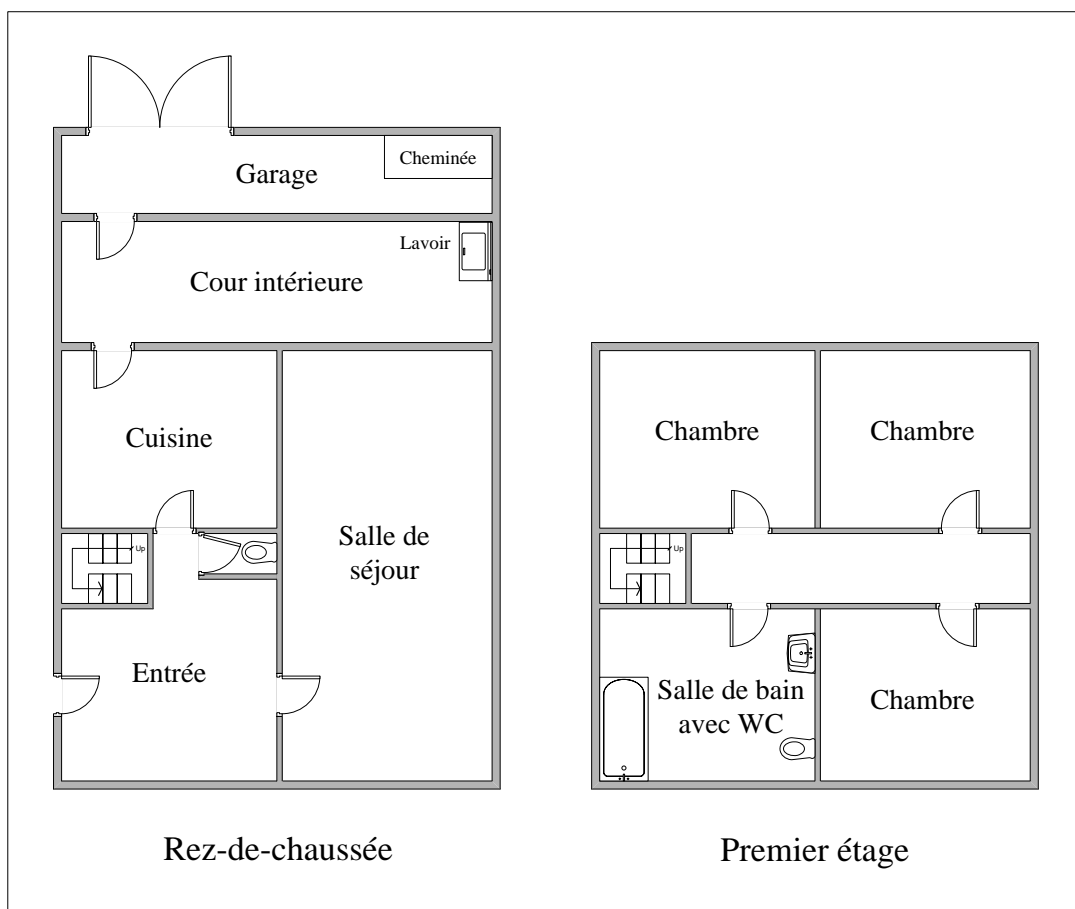 Cheminée
Garage
Lavoir
Cour intérieure
Cuisine
Up
Salle de
séjour
Entrée
Rez-de-chaussée
Chambre
Chambre
Up
Salle de bain
avec WC
Chambre
Premier étage